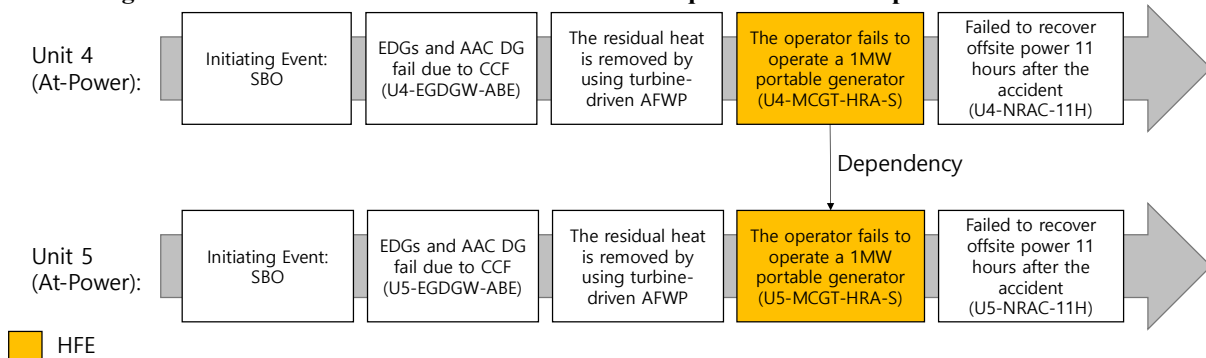 Unit 4
(At-Power):
Initiating Event:
SBO
EDGs and AAC DG
fail due to CCF
(U4-EGDGW-ABE)
The residual heat
is removed by
using turbine-
driven AFWP
The operator fails to
operate a 1MW
portable generator
(U4-MCGT-HRA-S)
Failed to recover
offsite power 11
hours after the
accident
(U4-NRAC-11H)
Dependency
Unit 5
(At-Power):
Initiating Event:
SBO
EDGs and AAC DG
fail due to CCF
(U5-EGDGW-ABE)
The residual heat
is removed by
using turbine-
driven AFWP
The operator fails to
operate a 1MW
portable generator
(U5-MCGT-HRA-S)
Failed to recover
offsite power 11
hours after the
accident
(U5-NRAC-11H)
HFE